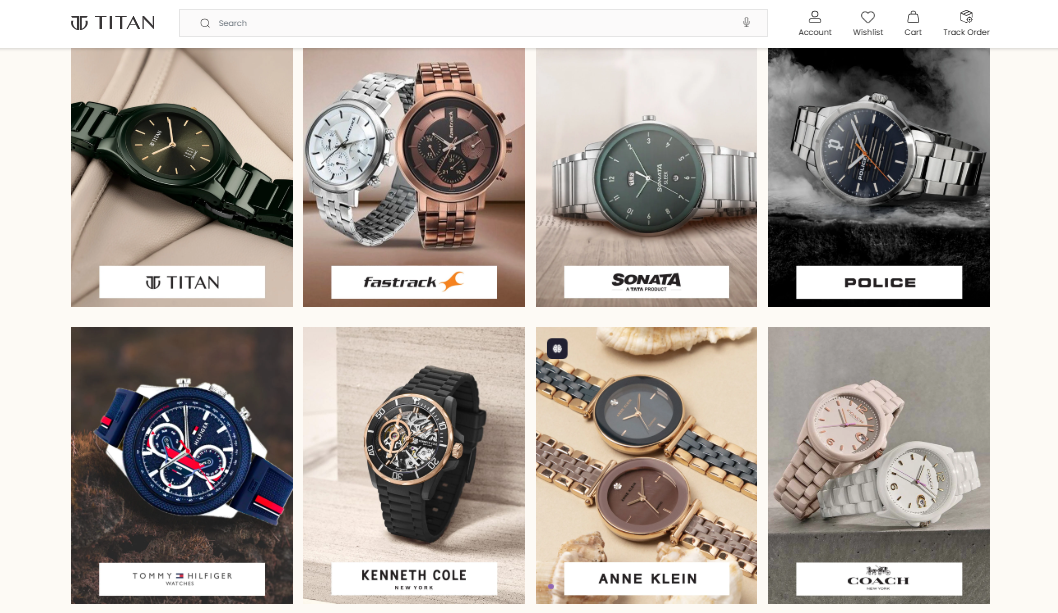 TITAN
Search
Account
Wishlist
Cart
Track Order
TITAN
fastrack
SONATA
A TATA PRODUCT
POLICE
TOMMY HILFIGER
WATCHES
KENNETH COLE
NEW YORK
ANNE KLEIN
COACH
NEW YORK